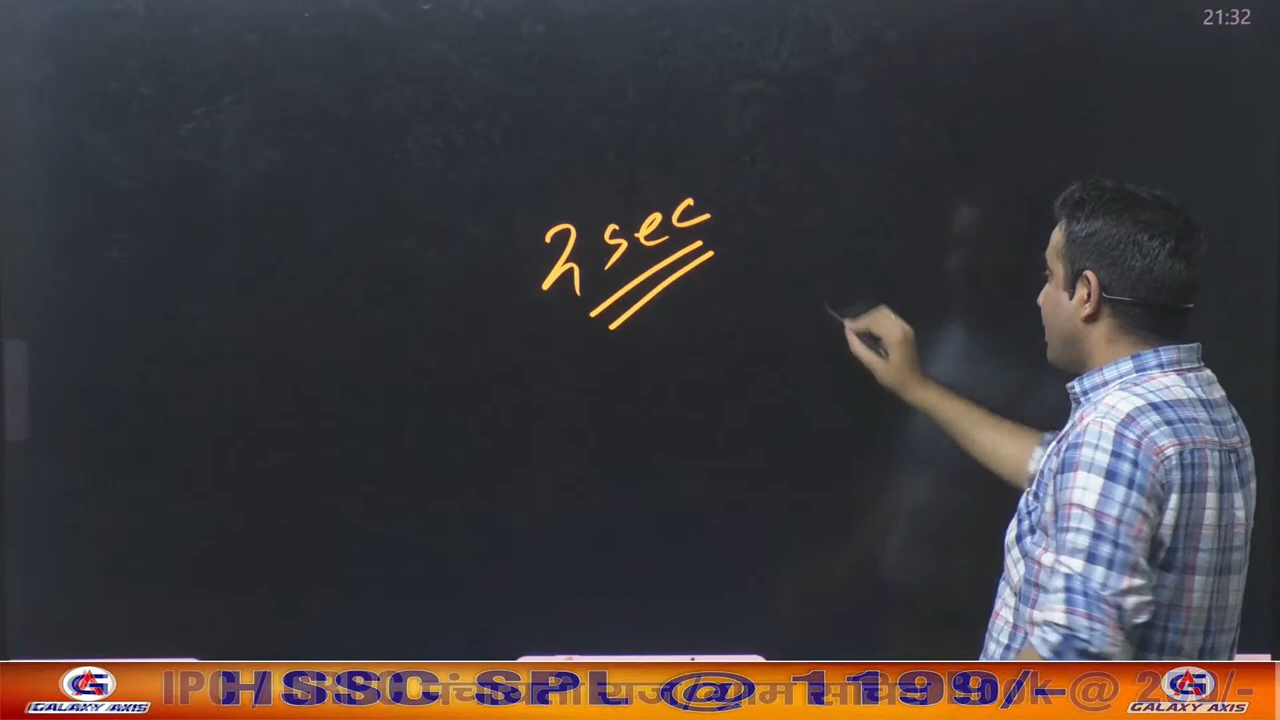 21:32
2 sec
HSSC SPL @ 1199/-
GALAXY AXIS
GALAXY AXIS